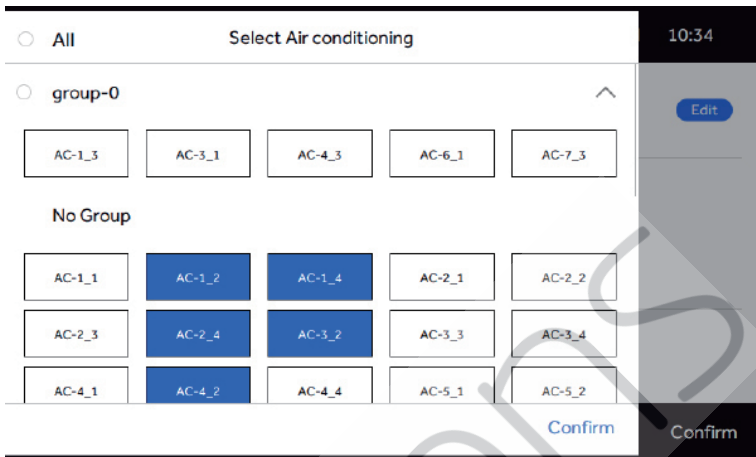 All
Select Air conditioning
10:34
group-0
Edit
AC-1_3 AC-3_1 AC-4_3 AC-6_1 AC-7_3
No Group
AC-1_1 AC-1_2 AC-1_4 AC-2_1 AC-2_2
AC-2_3 AC-2_4 AC-3_2 AC-3_3 AC-3_4
AC-4_1 AC-4_2 AC-4_4 AC-5_1 AC-5_2
Confirm
Confirm